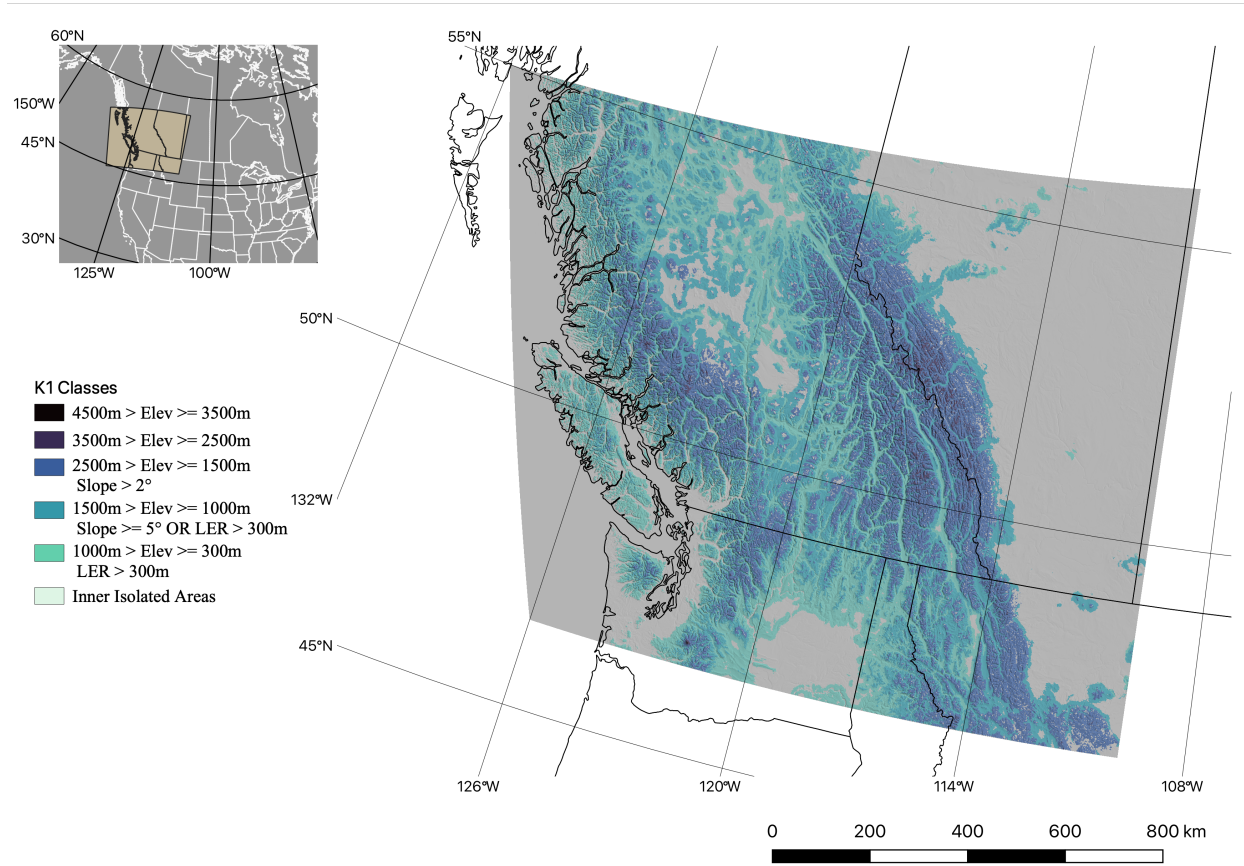 60°N
150°W
45°N
30°N
125°W
100°W
55°N
50°N
132°W
45°N
126°W
120°W
114°W
108°W
K1 Classes
4500m > Elev >= 3500m
3500m > Elev >= 2500m
2500m > Elev >= 1500m
Slope > 2°
1500m > Elev >= 1000m
Slope >= 5° OR LER > 300m
1000m > Elev >= 300m
LER > 300m
Inner Isolated Areas
0 200 400 600 800 km